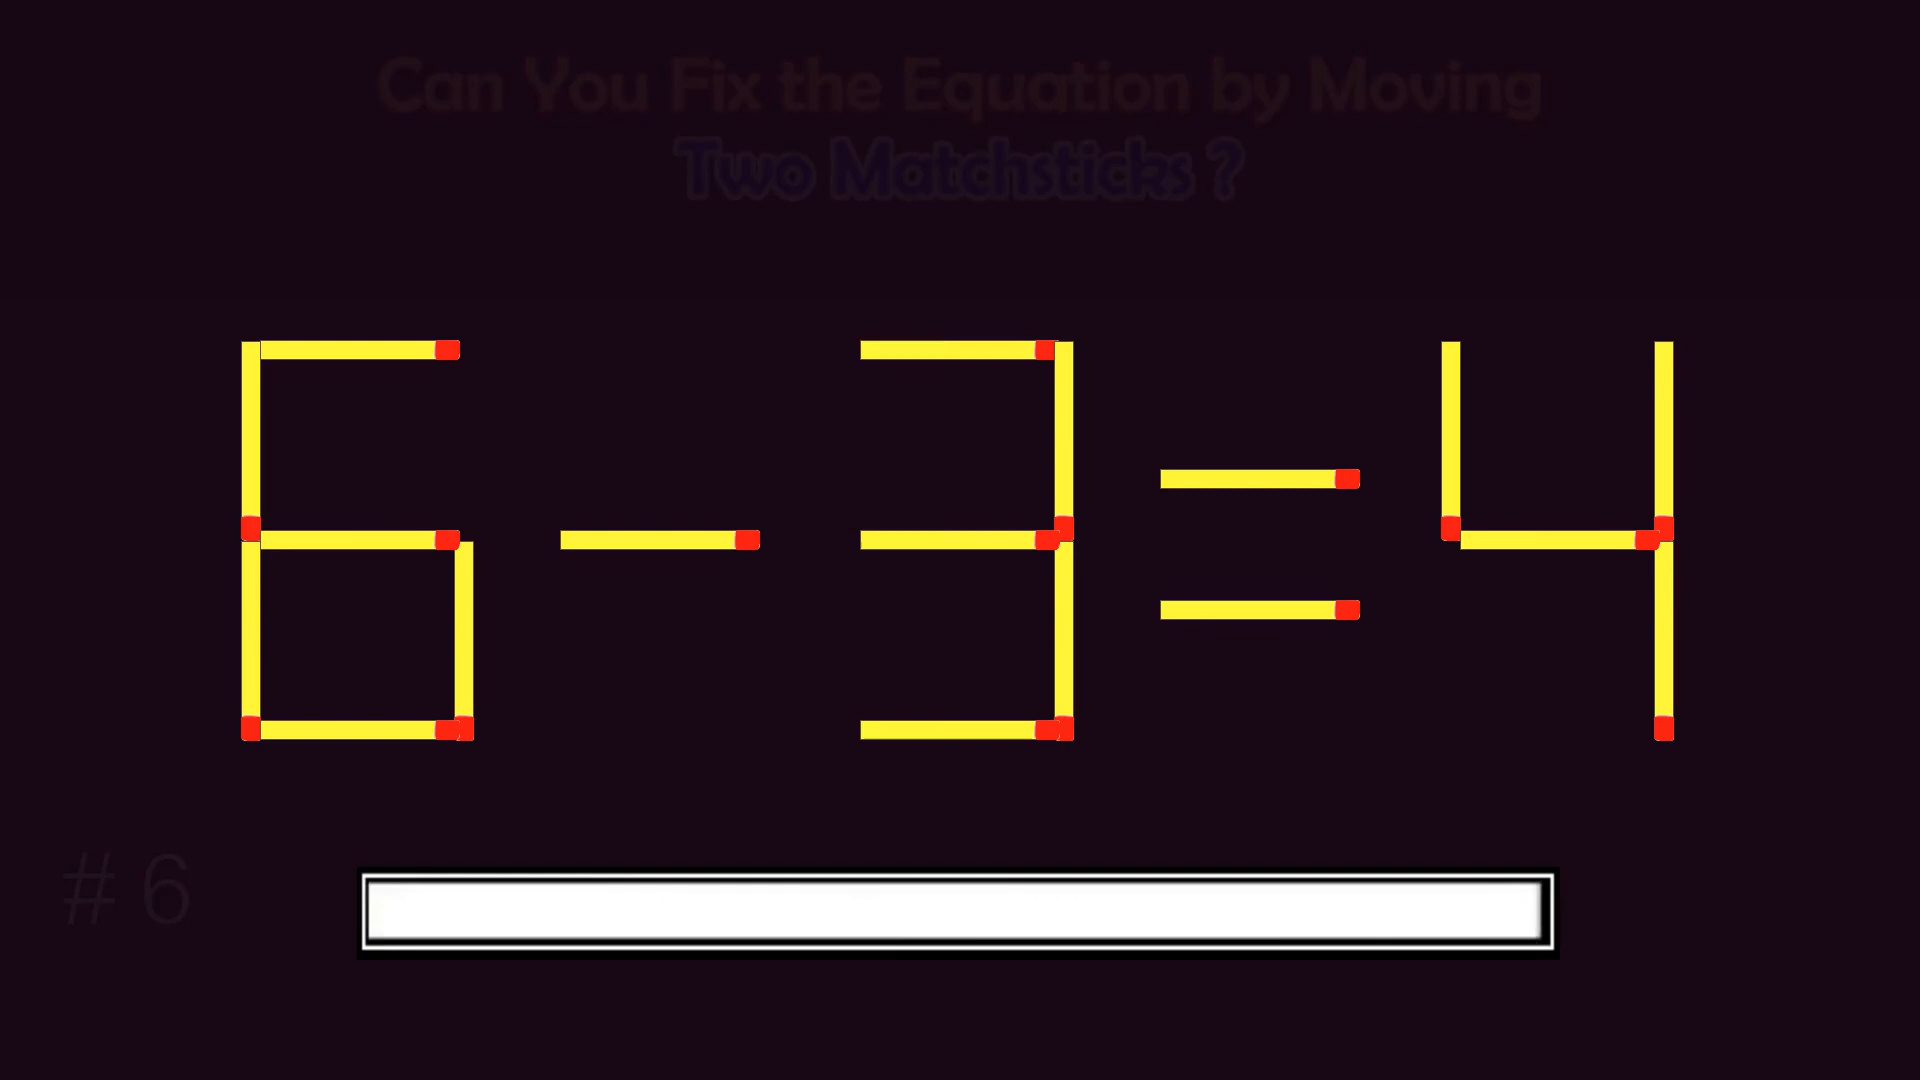 Can You Fix the Equation by Moving
Two Matchsticks ?
6 - 3 = 4
# 6